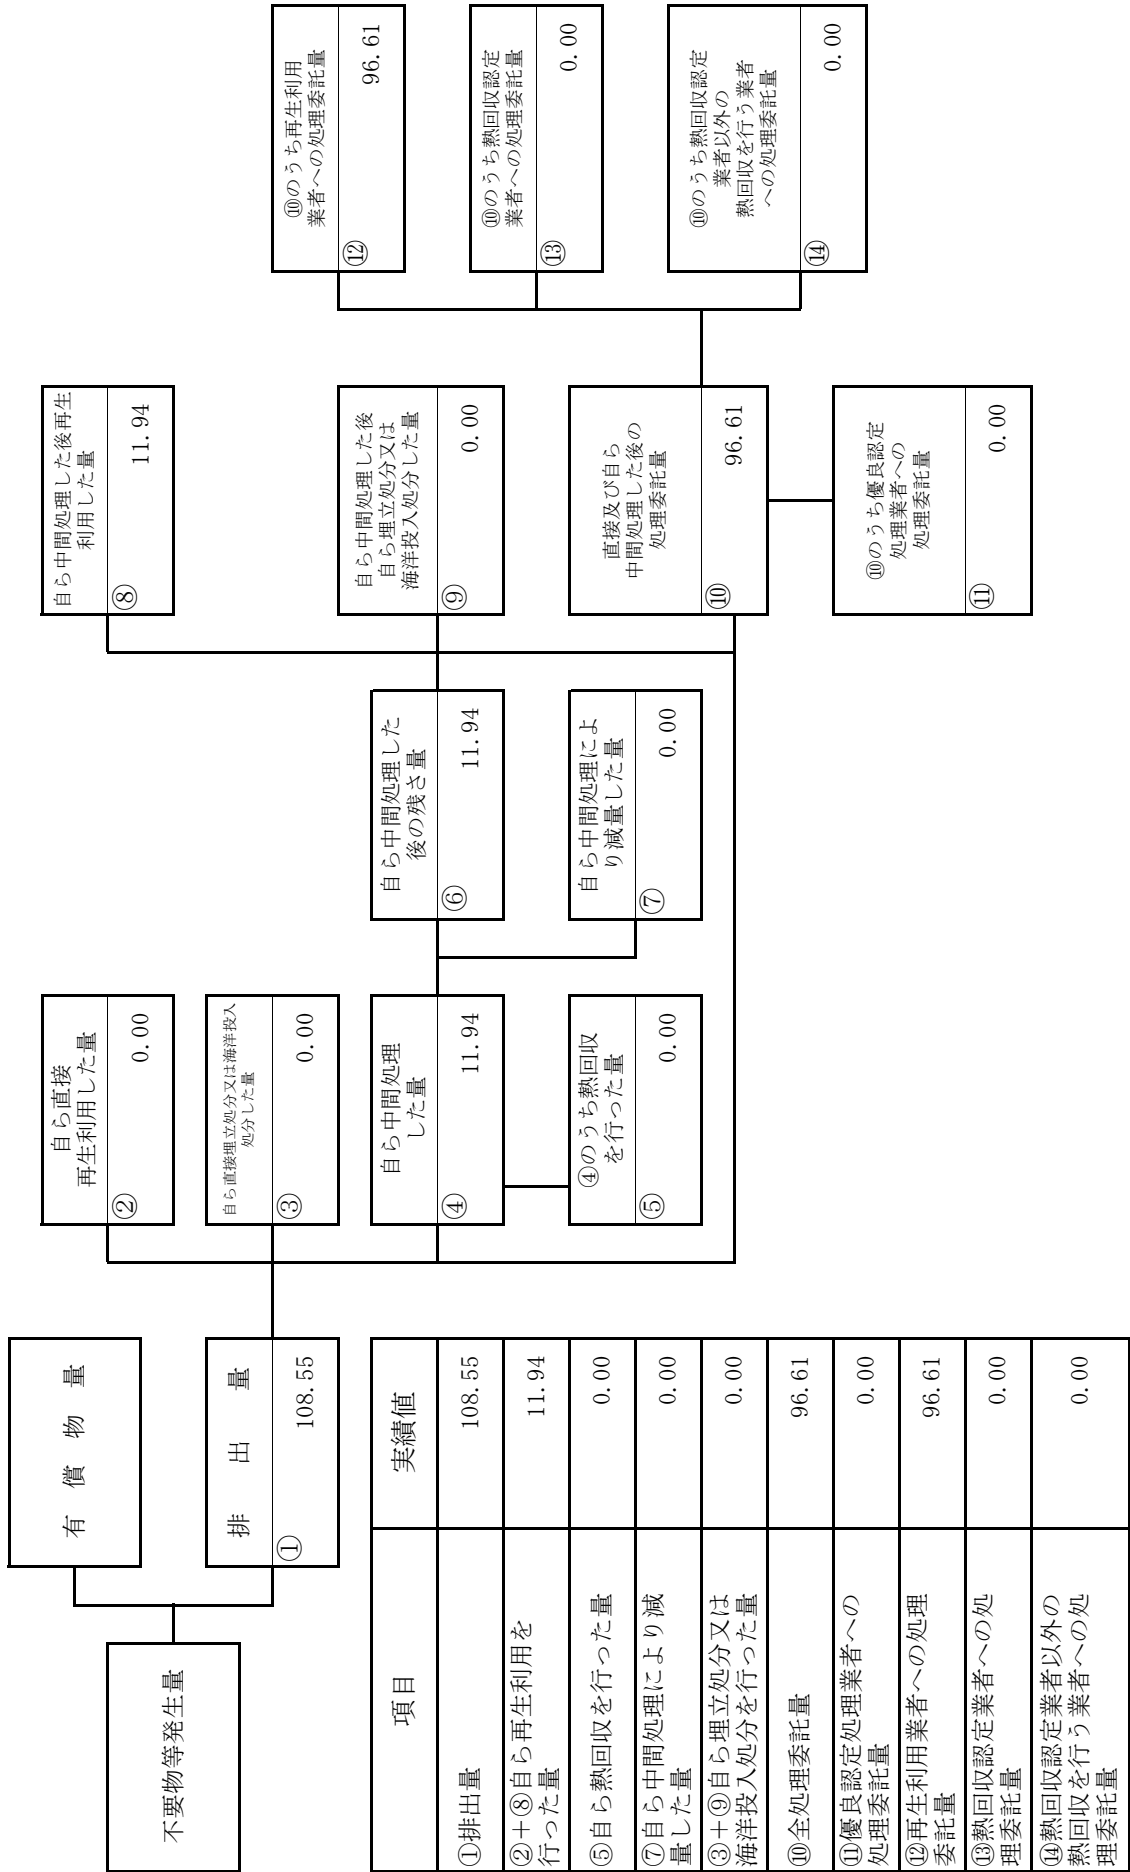 不要物等発生量
有償物量
排出量
①
108.55
自ら直接
再生利用した量
②
0.00
自ら直接埋立処分又は海洋投入
処分した量
③
0.00
自ら中間処理
した量
④
11.94
④のうち熱回収
を行った量
⑤
0.00
自ら中間処理した
後の残さ量
⑥
11.94
自ら中間処理によ
り減量した量
⑦
0.00
自ら中間処理した後再生
利用した量
⑧
11.94
自ら中間処理した後
自ら埋立処分又は
海洋投入処分した量
⑨
0.00
直接及び自ら
中間処理した後の
処理委託量
⑩
96.61
⑩のうち優良認定
処理業者への
処理委託量
⑪
0.00
⑩のうち再生利用
業者への処理委託量
⑫
96.61
⑩のうち熱回収認定
業者への処理委託量
⑬
0.00
⑩のうち熱回収認定
業者以外の
熱回収を行う業者
への処理委託量
⑭
0.00
項目 実績値
①排出量 108.55
②+⑧自ら再生利用を
行った量 11.94
⑤自ら熱回収を行った量 0.00
⑦自ら中間処理により減
量した量 0.00
③+⑨自ら埋立処分又は
海洋投入処分を行った量 0.00
⑩全処理委託量 96.61
⑪優良認定処理業者への
処理委託量 0.00
⑫再生利用業者への処理
委託量 96.61
⑬熱回収認定業者への処
理委託量 0.00
⑭熱回収認定業者以外の
熱回収を行う業者への処
理委託量 0.00